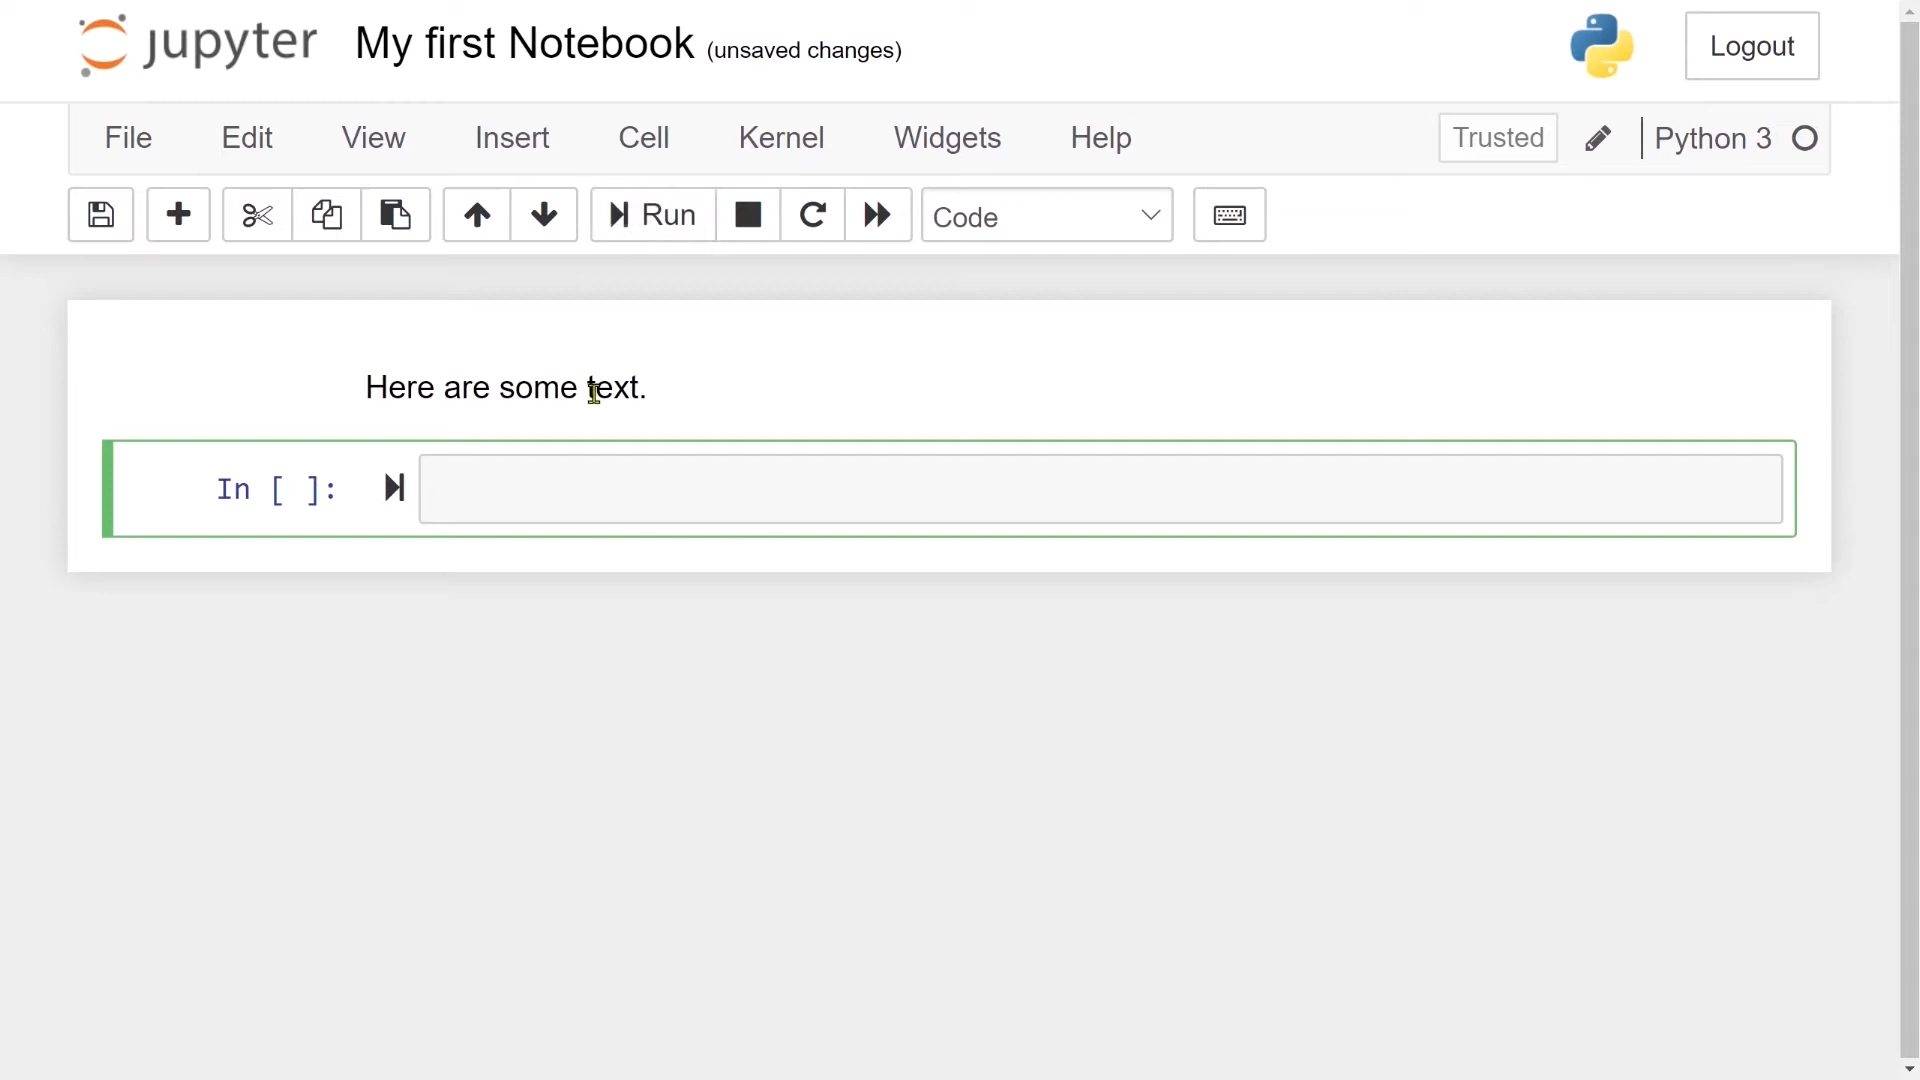 jupyter My first Notebook (unsaved changes) Logout
File Edit View Insert Cell Kernel Widgets Help Trusted Python 3
Run Code
Here are some text.
In [ ]: